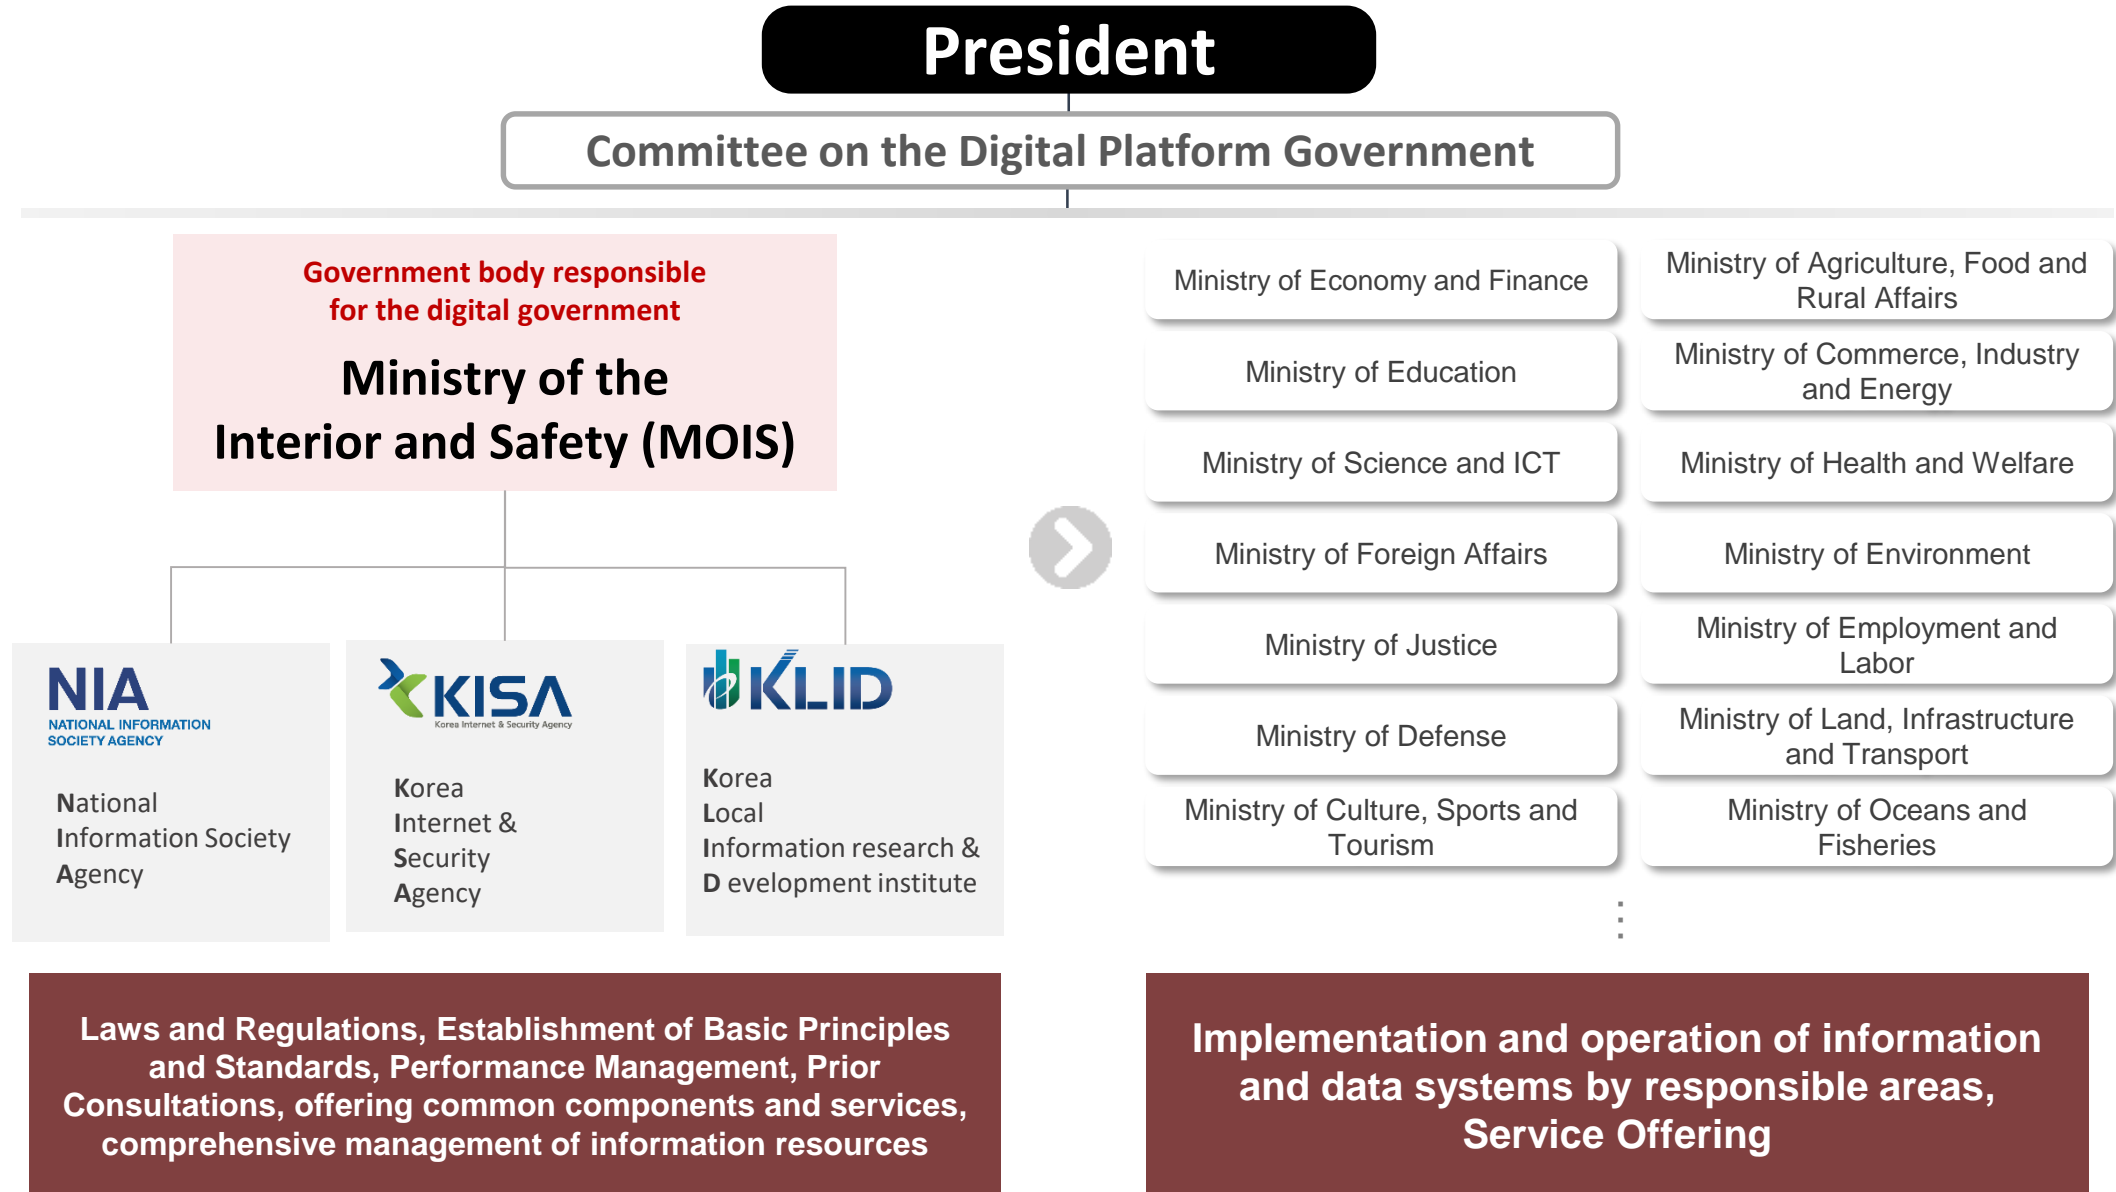 President
Committee on the Digital Platform Government
Government body responsible
for the digital government
Ministry of the
Interior and Safety (MOIS)
NIA
NATIONAL INFORMATION
SOCIETY AGENCY
National
Information Society
Agency
KISA
Korea Internet & Security Agency
Korea
Internet &
Security
Agency
KLID
Korea
Local
Information research &
D evelopment institute
Laws and Regulations, Establishment of Basic Principles
and Standards, Performance Management, Prior
Consultations, offering common components and services,
comprehensive management of information resources
Ministry of Economy and Finance
Ministry of Education
Ministry of Science and ICT
Ministry of Foreign Affairs
Ministry of Justice
Ministry of Defense
Ministry of Culture, Sports and
Tourism
Ministry of Agriculture, Food and
Rural Affairs
Ministry of Commerce, Industry
and Energy
Ministry of Health and Welfare
Ministry of Environment
Ministry of Employment and
Labor
Ministry of Land, Infrastructure
and Transport
Ministry of Oceans and
Fisheries
⋮
Implementation and operation of information
and data systems by responsible areas,
Service Offering